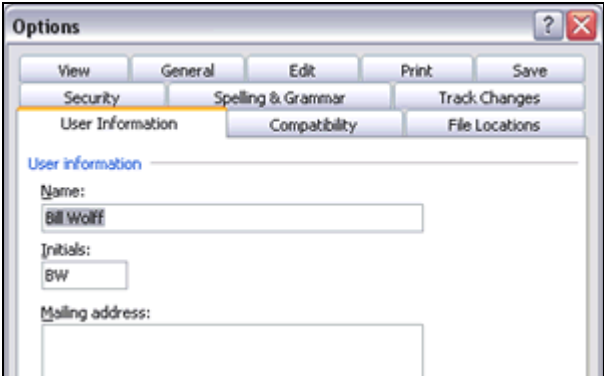 Options
View General Edit Print Save
Security Spelling & Grammar Track Changes
User Information Compatibility File Locations
User information
Name:
Bill Wolff
Initials:
BW
Mailing address: